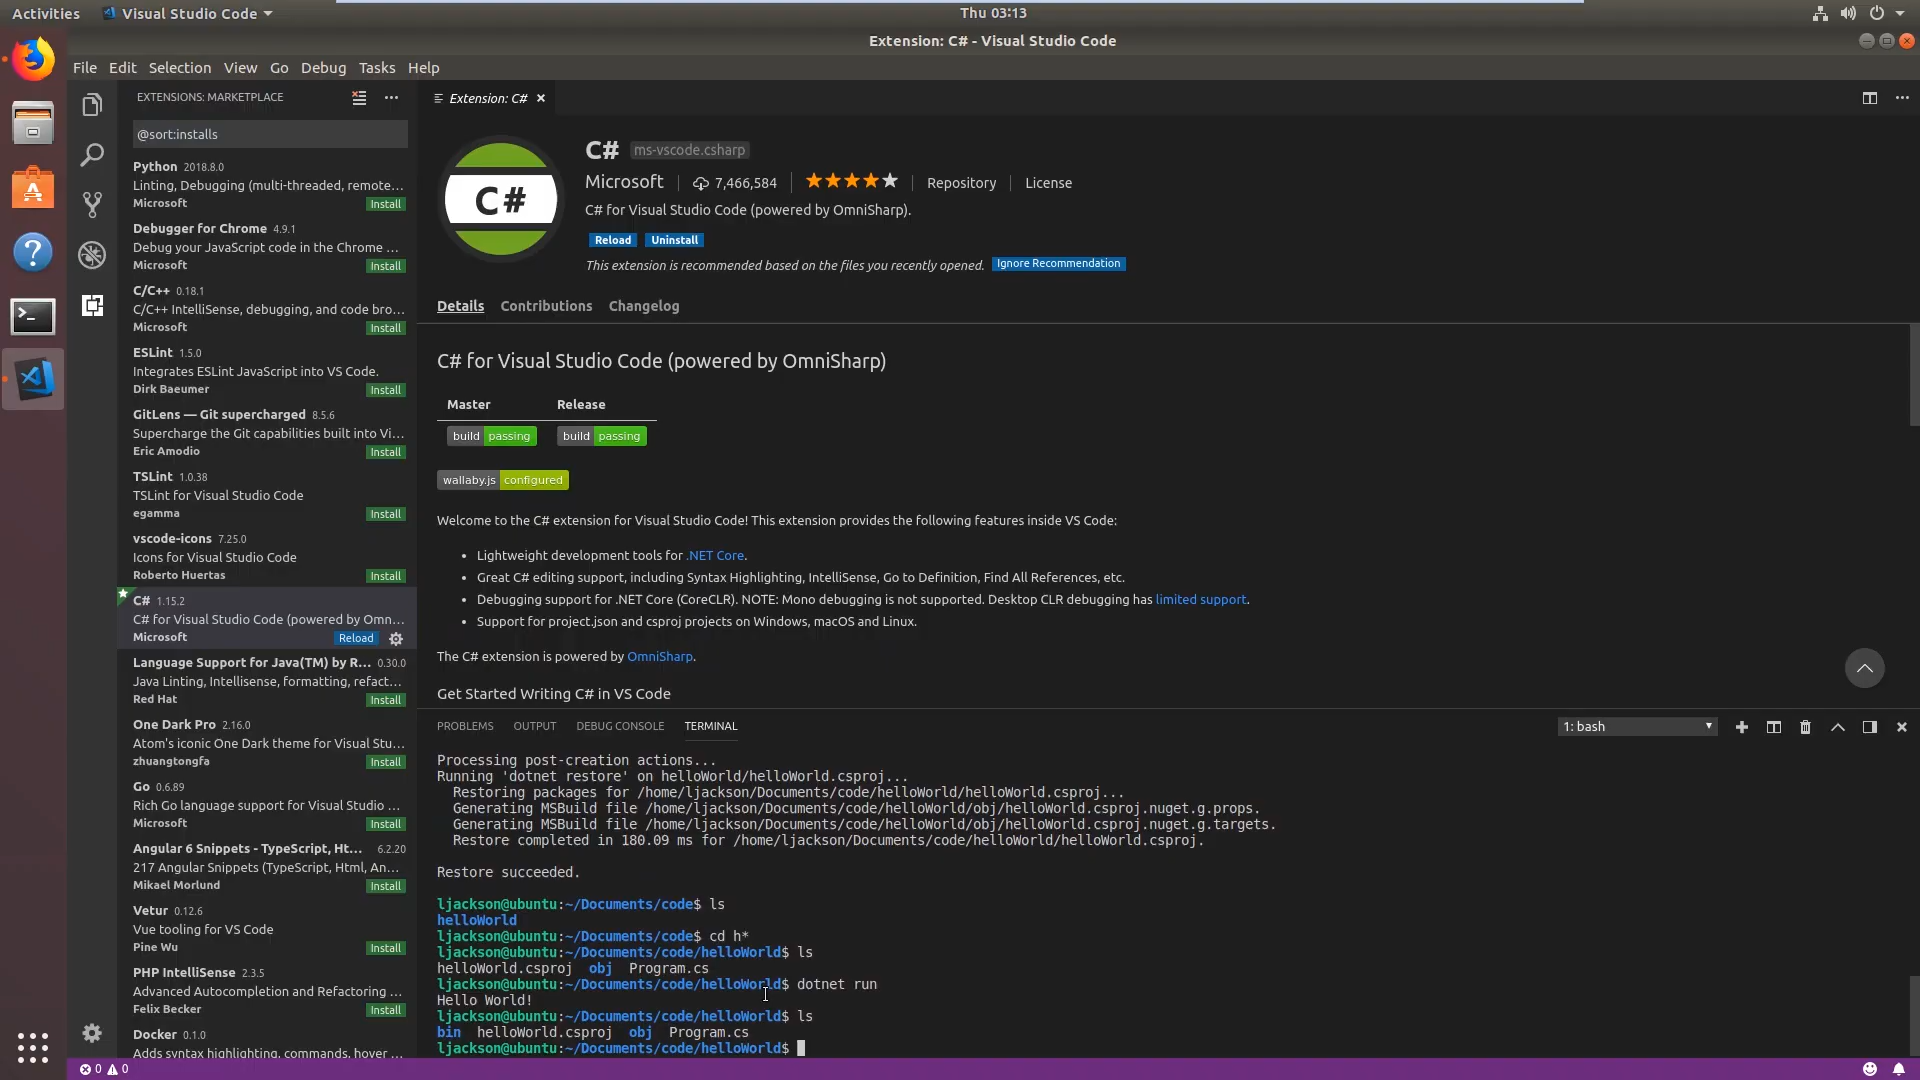 Activities
Visual Studio Code
Thu 03:13
Extension: C# - Visual Studio Code
File Edit Selection View Go Debug Tasks Help
EXTENSIONS: MARKETPLACE
@sort:installs
Python 2018.8.0
Linting, Debugging (multi-threaded, remote...
Microsoft
Install
Debugger for Chrome 4.9.1
Debug your JavaScript code in the Chrome ...
Microsoft
Install
C/C++ 0.18.1
C/C++ IntelliSense, debugging, and code bro...
Microsoft
Install
ESLint 1.5.0
Integrates ESLint JavaScript into VS Code.
Dirk Baeumer
Install
GitLens — Git supercharged 8.5.6
Supercharge the Git capabilities built into Vi...
Eric Amodio
Install
TSLint 1.0.38
TSLint for Visual Studio Code
egamma
Install
vscode-icons 7.25.0
Icons for Visual Studio Code
Roberto Huertas
Install
C# 1.15.2
C# for Visual Studio Code (powered by Omn...
Microsoft
Reload
Language Support for Java(TM) by R... 0.30.0
Java Linting, Intellisense, formatting, refact...
Red Hat
Install
One Dark Pro 2.16.0
Atom's iconic One Dark theme for Visual Stu...
zhuangtongfa
Install
Go 0.6.89
Rich Go language support for Visual Studio ...
Microsoft
Install
Angular 6 Snippets - TypeScript, Ht... 6.2.20
217 Angular Snippets (TypeScript, Html, An...
Mikael Morlund
Install
Vetur 0.12.6
Vue tooling for VS Code
Pine Wu
Install
PHP IntelliSense 2.3.5
Advanced Autocompletion and Refactoring ...
Felix Becker
Install
Docker 0.1.0
Adds syntax highlighting, commands, hover ...
Extension: C#
C#
C# ms-vscode.csharp
Microsoft 7,466,584 Repository License
C# for Visual Studio Code (powered by OmniSharp).
Reload Uninstall
This extension is recommended based on the files you recently opened. Ignore Recommendation
Details Contributions Changelog
C# for Visual Studio Code (powered by OmniSharp)
Master Release
build passing build passing
wallaby.js configured
Welcome to the C# extension for Visual Studio Code! This extension provides the following features inside VS Code:
• Lightweight development tools for .NET Core.
• Great C# editing support, including Syntax Highlighting, IntelliSense, Go to Definition, Find All References, etc.
• Debugging support for .NET Core (CoreCLR). NOTE: Mono debugging is not supported. Desktop CLR debugging has limited support.
• Support for project.json and csproj projects on Windows, macOS and Linux.
The C# extension is powered by OmniSharp.
Get Started Writing C# in VS Code
PROBLEMS OUTPUT DEBUG CONSOLE TERMINAL
1: bash
Processing post-creation actions...
Running 'dotnet restore' on helloWorld/helloWorld.csproj...
Restoring packages for /home/ljackson/Documents/code/helloWorld/helloWorld.csproj...
Generating MSBuild file /home/ljackson/Documents/code/helloWorld/obj/helloWorld.csproj.nuget.g.props.
Generating MSBuild file /home/ljackson/Documents/code/helloWorld/obj/helloWorld.csproj.nuget.g.targets.
Restore completed in 180.09 ms for /home/ljackson/Documents/code/helloWorld/helloWorld.csproj.
Restore succeeded.
ljackson@ubuntu:~/Documents/code$ ls
helloWorld
ljackson@ubuntu:~/Documents/code$ cd h*
ljackson@ubuntu:~/Documents/code/helloWorld$ ls
helloWorld.csproj obj Program.cs
ljackson@ubuntu:~/Documents/code/helloWorld$ dotnet run
Hello World!
ljackson@ubuntu:~/Documents/code/helloWorld$ ls
bin helloWorld.csproj obj Program.cs
ljackson@ubuntu:~/Documents/code/helloWorld$
0 0